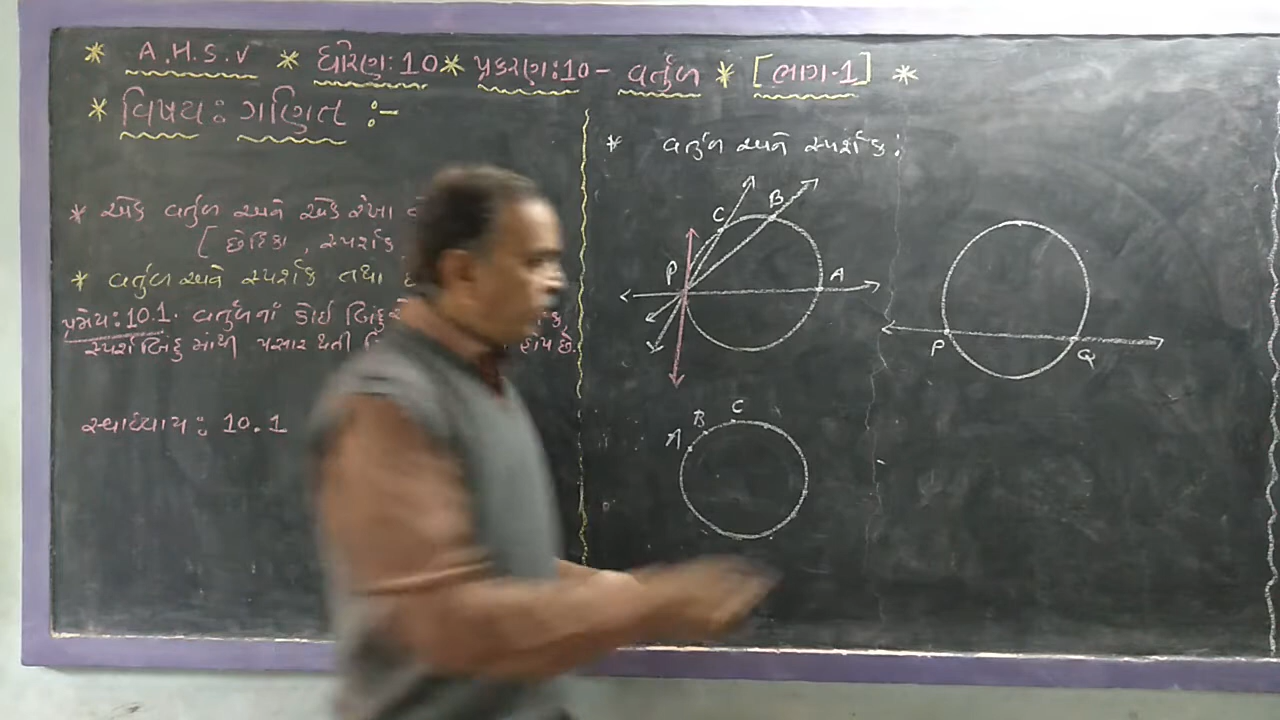 * A.H.S.V * ધોરણ:10 * પ્રકરણ:10 - વર્તુળ * [ભાગ-1] *
* વિષય: ગણિત :-
* એક વર્તુળ અને એક રેખા
[છેદિકા, સ્પર્શક
* વર્તુળ અને સ્પર્શક તથા
પ્રમેય:10.1. વર્તુળનાં કોઈ
સ્પર્શબિંદુ માંથી પસાર થતી હોય છે.
સ્વાધ્યાય: 10.1
* વર્તુળ અને સ્પર્શક:
C B
P A
P Q
A B C